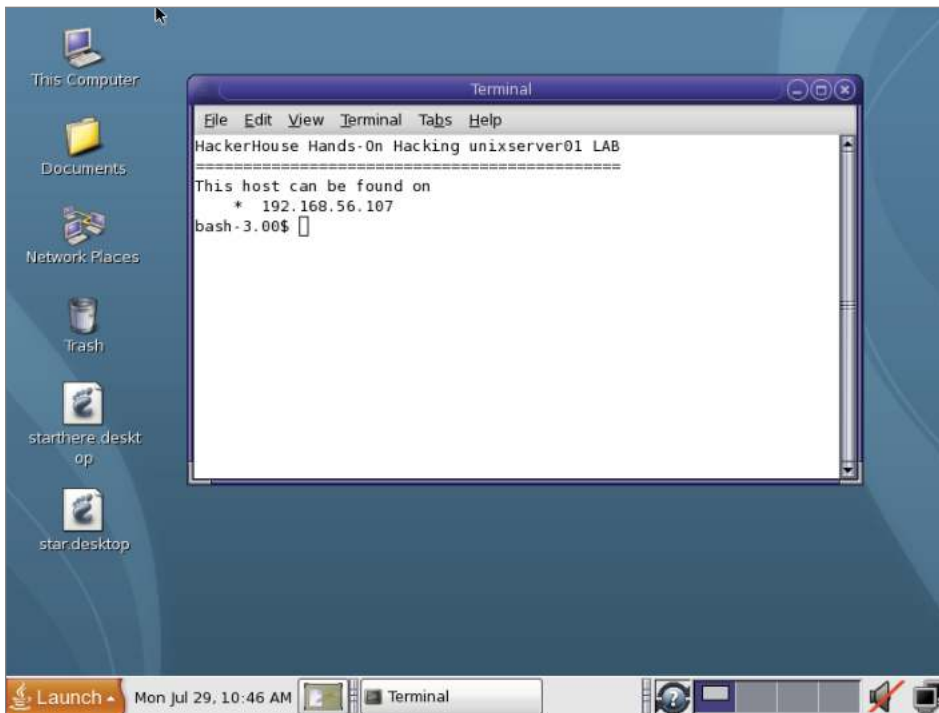 This Computer
Documents
Network Places
Trash
starthere.deskt
op
star.desktop
Terminal
File Edit View Terminal Tabs Help
HackerHouse Hands-On Hacking unixserver01 LAB
=============================================
This host can be found on
* 192.168.56.107
bash-3.00$
Launch Mon Jul 29, 10:46 AM Terminal